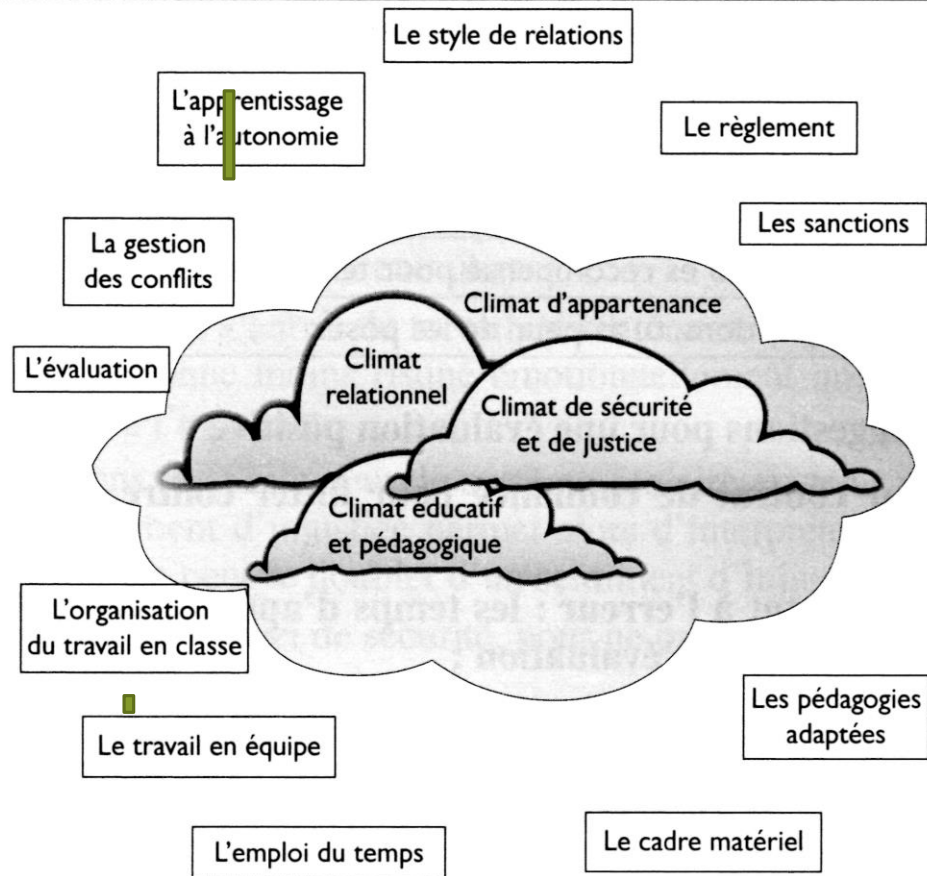 Le style de relations
L'apprentissage
à l'autonomie
Le règlement
Les sanctions
La gestion
des conflits
Climat d'appartenance
L'évaluation
Climat
relationnel
Climat de sécurité
et de justice
Climat éducatif
et pédagogique
L'organisation
du travail en classe
Les pédagogies
adaptées
Le travail en équipe
Le cadre matériel
L'emploi du temps